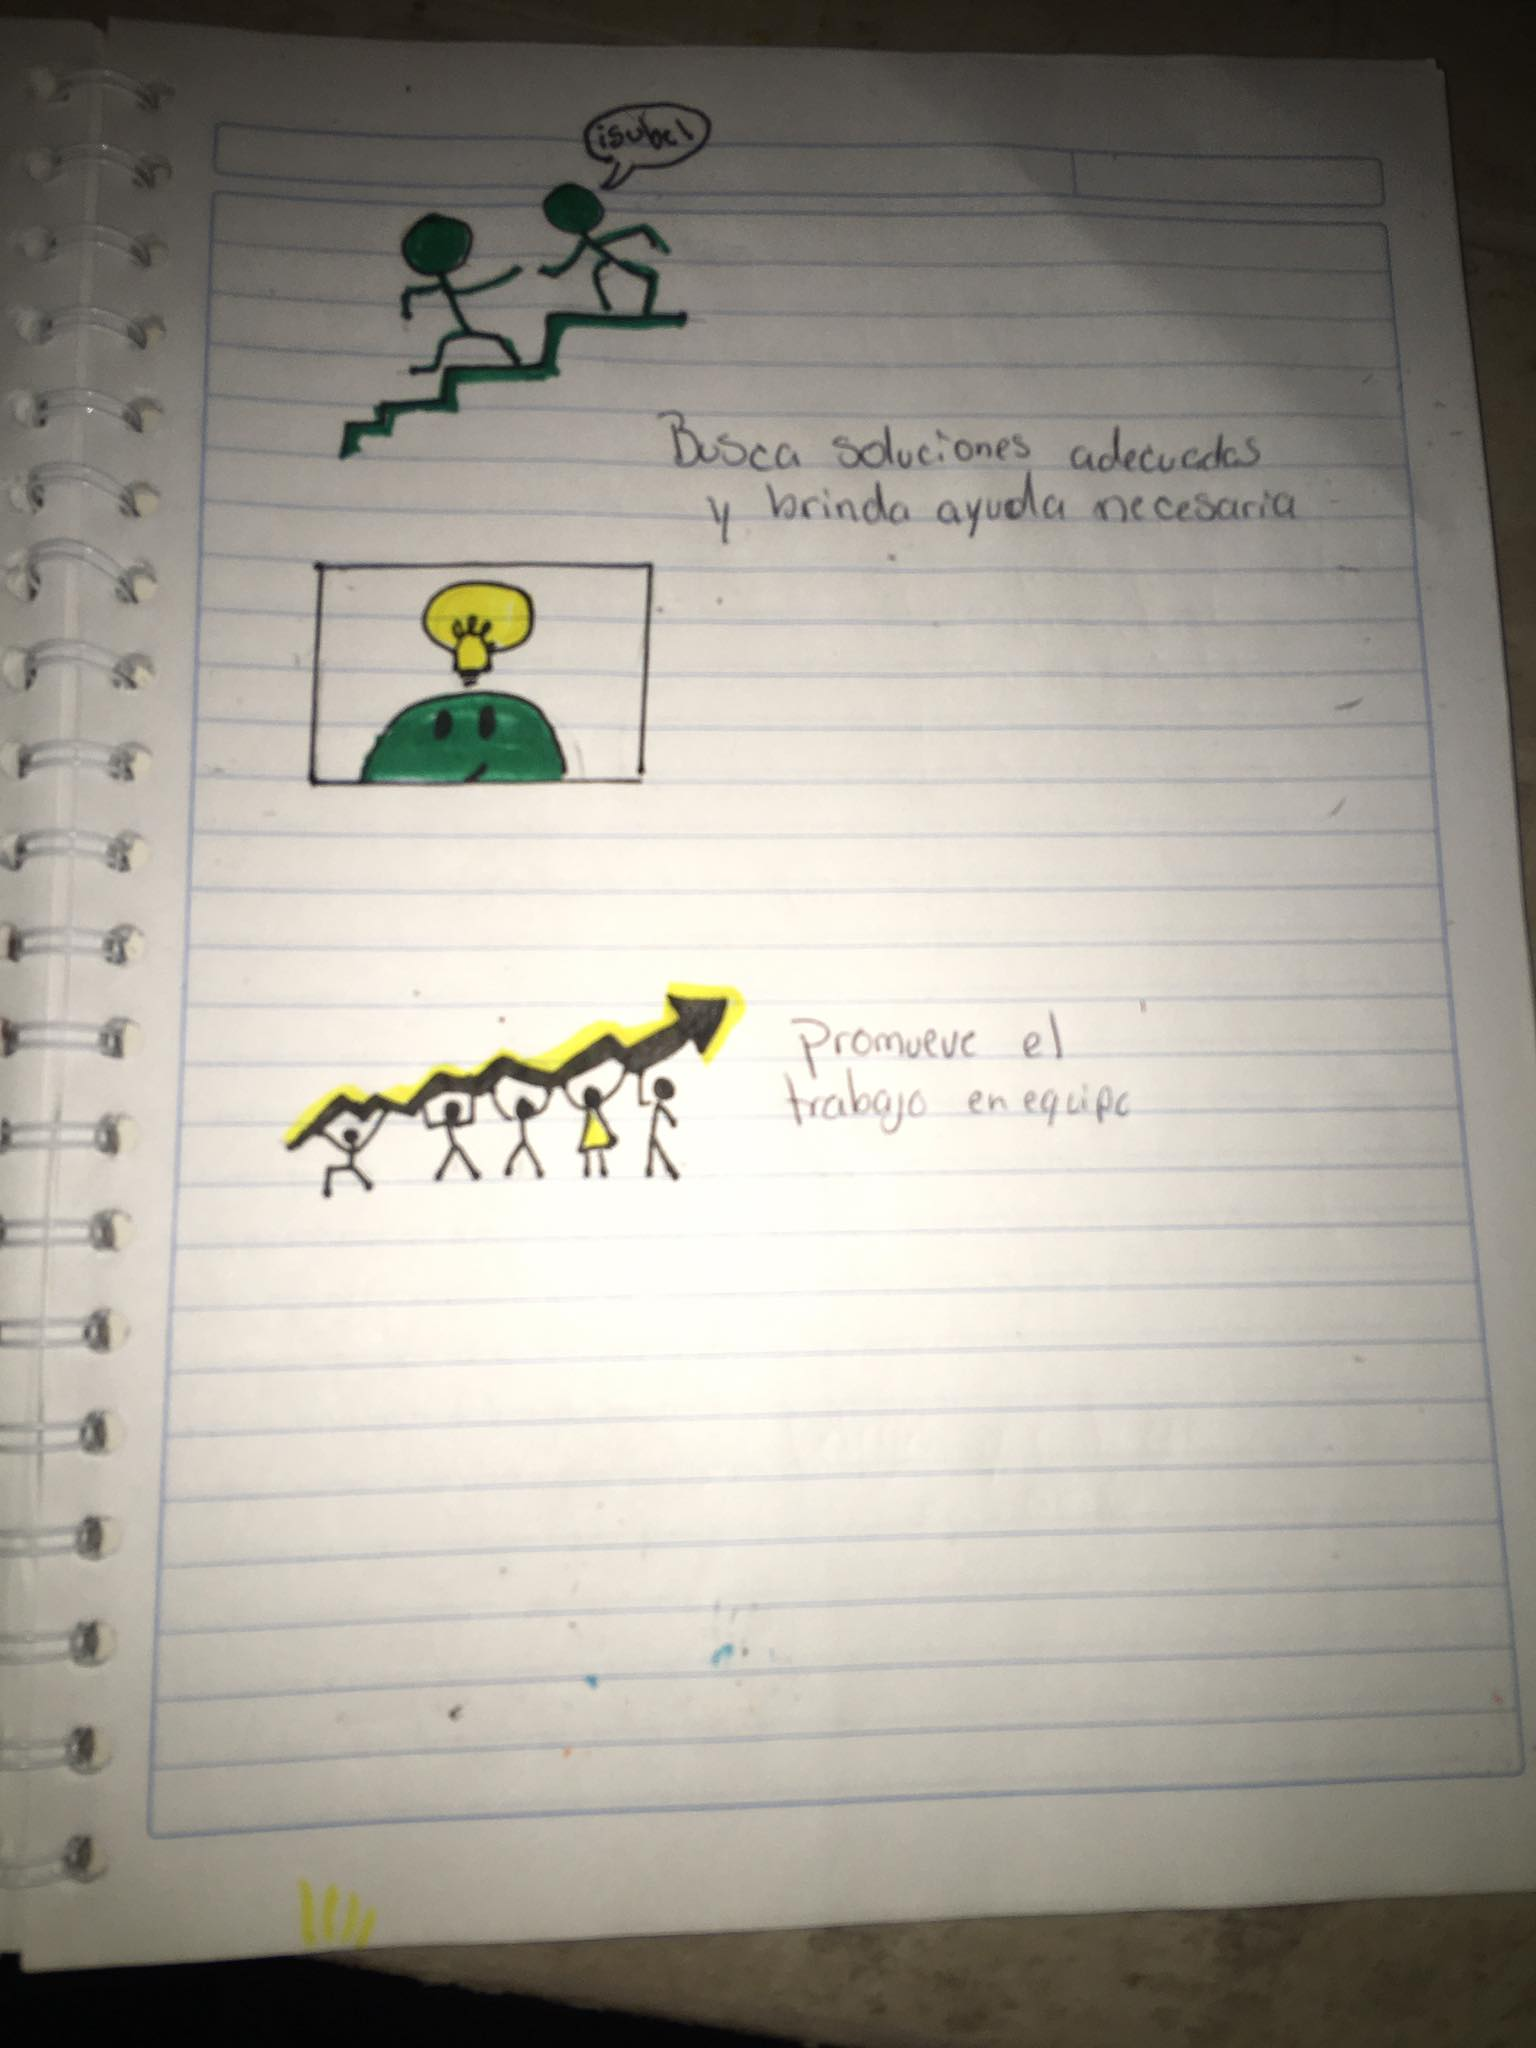 ¡sube!
Busca soluciones adecuadas
y brinda ayuda necesaria
promueve el
trabajo en equipo